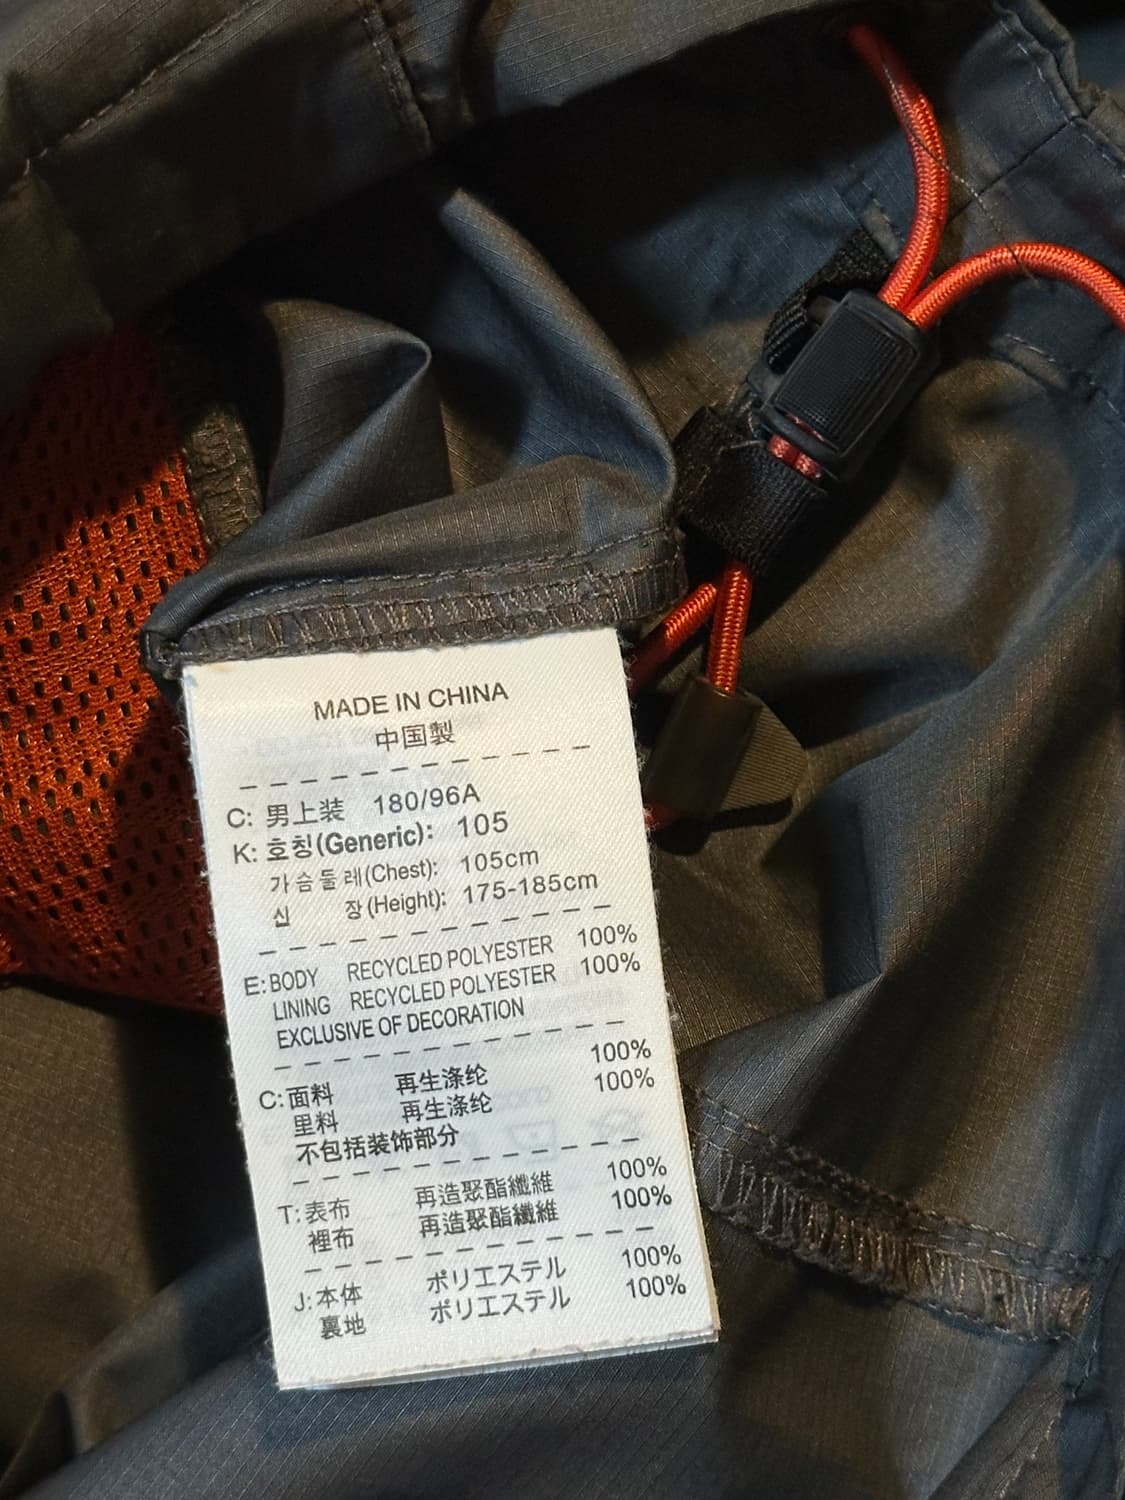 MADE IN CHINA
中国製
C: 男上装 180/96A
K: 호칭(Generic): 105
가슴둘레(Chest): 105cm
신 장(Height): 175-185cm
E: BODY RECYCLED POLYESTER 100%
LINING RECYCLED POLYESTER 100%
EXCLUSIVE OF DECORATION
C: 面料 再生涤纶 100%
里料 再生涤纶 100%
不包括装饰部分
T: 表布 再造聚酯纖維 100%
裡布 再造聚酯纖維 100%
J: 本体 ポリエステル 100%
裏地 ポリエステル 100%